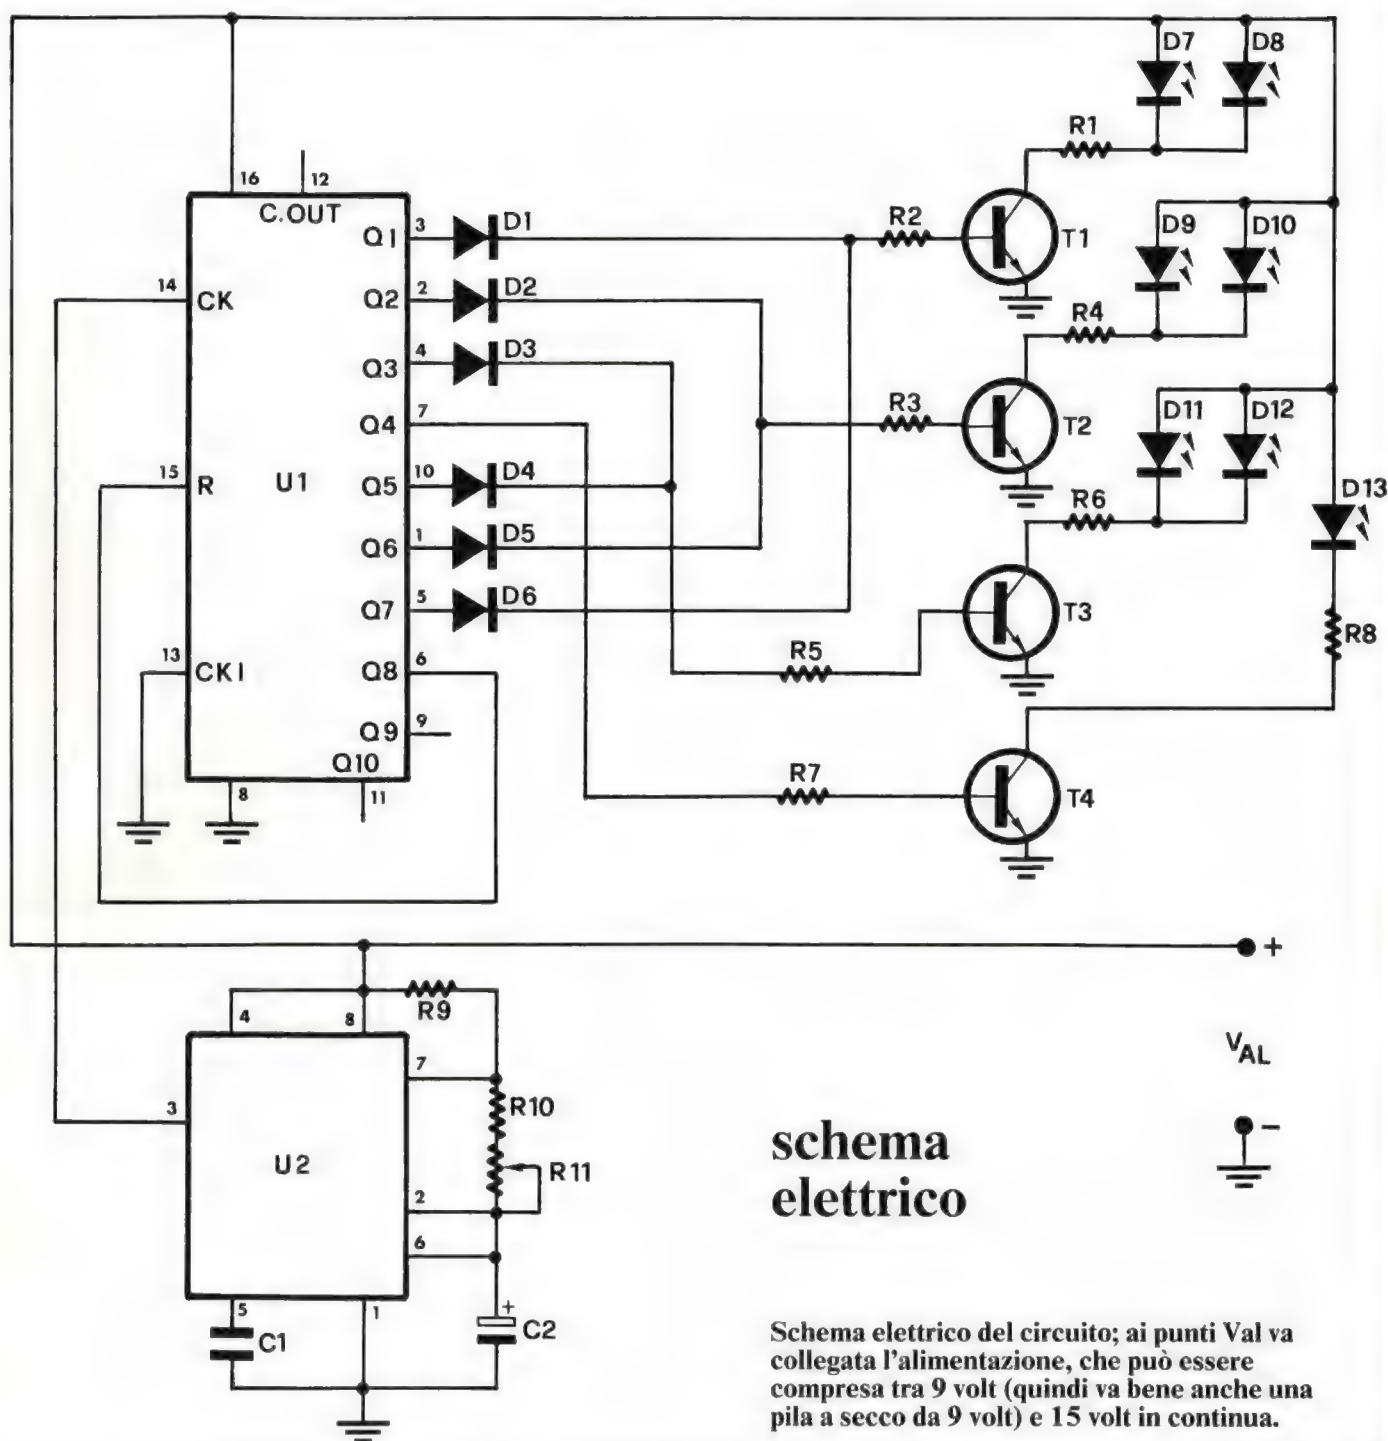 D7 D8
R1
16 12
C.OUT
Q1 3 D1 R2 T1
D9 D10
14 CK Q2 2 D2
R4
Q3 4 D3
D11 D12
Q4 7 R3 T2
15 R U1 Q5 10 D4
D13
R6
Q6 1 D5
Q7 5 D6 T3
R8
13 CKI Q8 6 R5
Q9 9
Q10
8 11
R7 T4
+
4 8 R9
VAL
7
3 R10
-
U2 R11
2
6
5 1 +
C1 C2
schema
elettrico
Schema elettrico del circuito; ai punti Val va
collegata l'alimentazione, che può essere
compresa tra 9 volt (quindi va bene anche una
pila a secco da 9 volt) e 15 volt in continua.